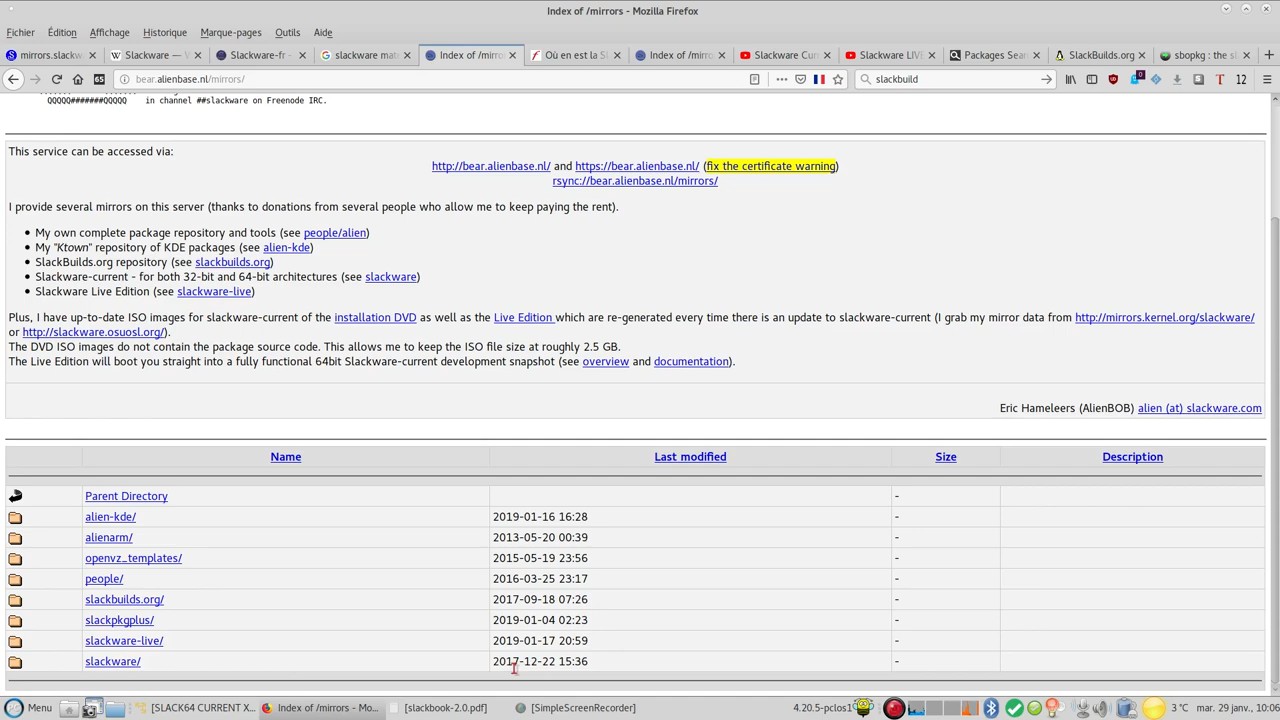 Index of /mirrors - Mozilla Firefox
Fichier Édition Affichage Historique Marque-pages Outils Aide
mirrors.slackw Wikipedia Slackware — Slackware-fr - slackware mat Index of /mirro Où en est la S Index of /mirro Slackware Cur Slackware LIVE Packages Sear SlackBuilds.or sbopkg : the sl
65 bear.alienbase.nl/mirrors/ slackbuild 0 T 12
QQQQQ#######QQQQQ in channel ##slackware on Freenode IRC.
This service can be accessed via:
http://bear.alienbase.nl/ and https://bear.alienbase.nl/ (fix the certificate warning)
rsync://bear.alienbase.nl/mirrors/
I provide several mirrors on this server (thanks to donations from several people who allow me to keep paying the rent).
• My own complete package repository and tools (see people/alien)
• My "Ktown" repository of KDE packages (see alien-kde)
• SlackBuilds.org repository (see slackbuilds.org)
• Slackware-current - for both 32-bit and 64-bit architectures (see slackware)
• Slackware Live Edition (see slackware-live)
Plus, I have up-to-date ISO images for slackware-current of the installation DVD as well as the Live Edition which are re-generated every time there is an update to slackware-current (I grab my mirror data from http://mirrors.kernel.org/slackware/
or http://slackware.osuosl.org/).
The DVD ISO images do not contain the package source code. This allows me to keep the ISO file size at roughly 2.5 GB.
The Live Edition will boot you straight into a fully functional 64bit Slackware-current development snapshot (see overview and documentation).
Eric Hameleers (AlienBOB) alien (at) slackware.com
Name Last modified Size Description
Parent Directory -
alien-kde/ 2019-01-16 16:28 -
alienarm/ 2013-05-20 00:39 -
openvz_templates/ 2015-05-19 23:56 -
people/ 2016-03-25 23:17 -
slackbuilds.org/ 2017-09-18 07:26 -
slackpkgplus/ 2019-01-04 02:23 -
slackware-live/ 2019-01-17 20:59 -
slackware/ 2017-12-22 15:36 -
Menu [SLACK64 CURRENT X... Index of /mirrors - Mo... [slackbook-2.0.pdf] [SimpleScreenRecorder] 4.20.5-pclos1 3°C mar. 29 janv., 10:0